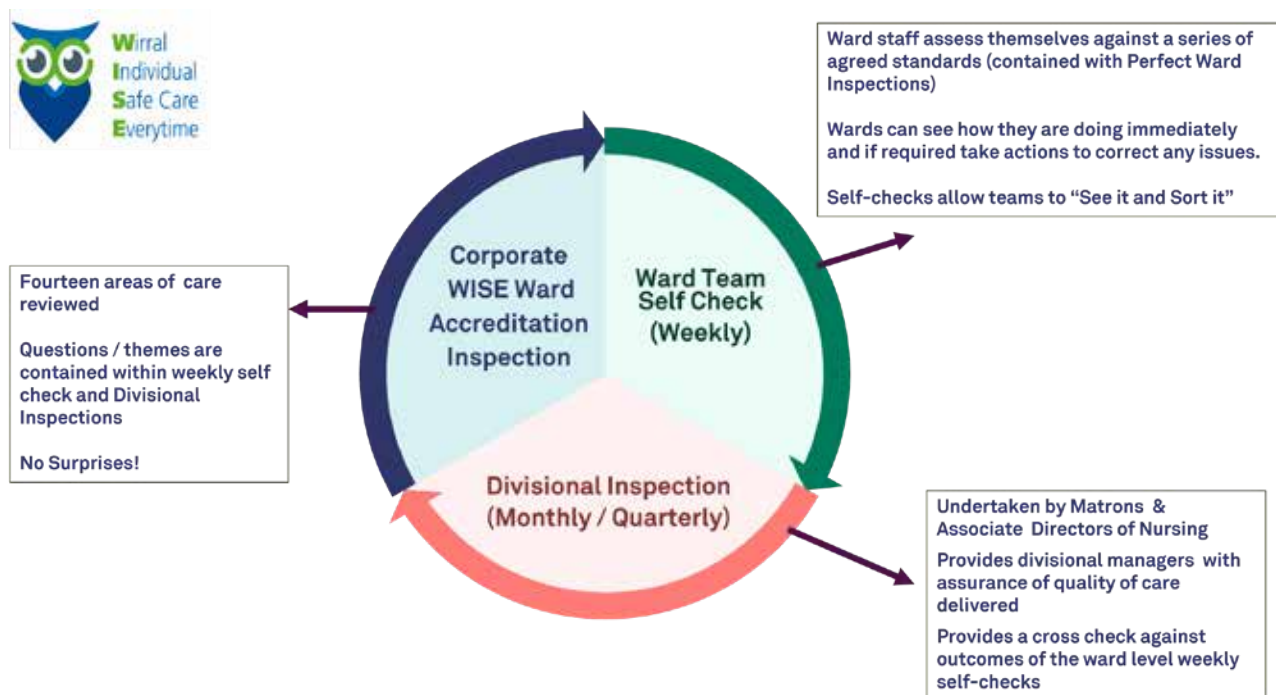 Wirral
Individual
Safe Care
Everytime
Ward staff assess themselves against a series of
agreed standards (contained with Perfect Ward
Inspections)
Wards can see how they are doing immediately
and if required take actions to correct any issues.
Self-checks allow teams to “See it and Sort it”
Corporate
WISE Ward
Accreditation
Inspection
Ward Team
Self Check
(Weekly)
Fourteen areas of care
reviewed
Questions / themes are
contained within weekly self
check and Divisional
Inspections
No Surprises!
Divisional Inspection
(Monthly / Quarterly)
Undertaken by Matrons &
Associate Directors of Nursing
Provides divisional managers with
assurance of quality of care
delivered
Provides a cross check against
outcomes of the ward level weekly
self-checks